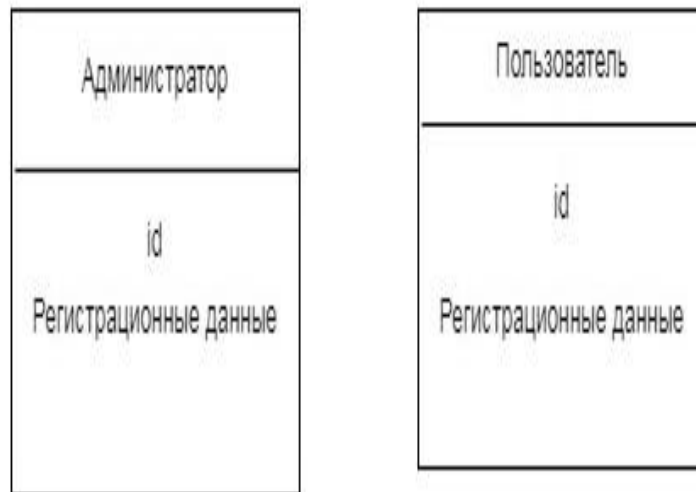 Администратор
id
Регистрационные данные
Пользователь
id
Регистрационные данные